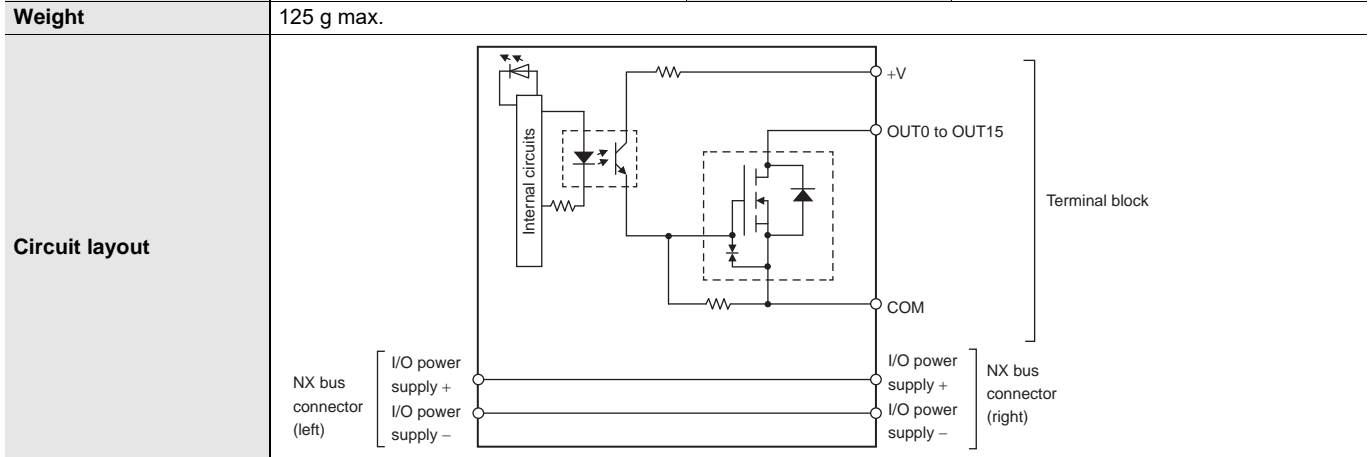 Weight
125 g max.
Circuit layout
Internal circuits
+V
OUT0 to OUT15
COM
Terminal block
NX bus
connector
(left)
I/O power
supply +
I/O power
supply −
I/O power
supply +
I/O power
supply −
NX bus
connector
(right)